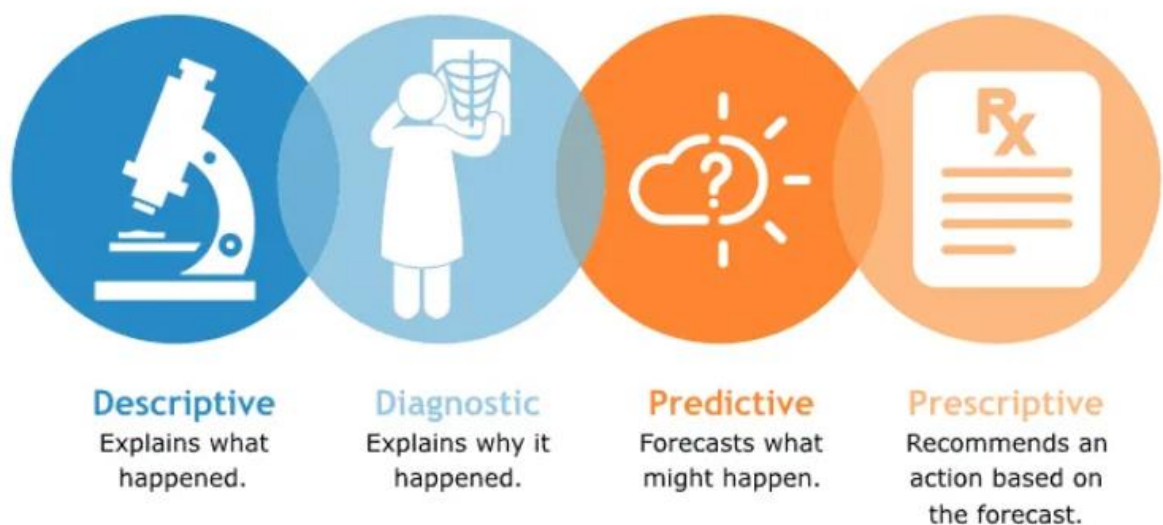 ?
Rx
Descriptive
Explains what
happened.
Diagnostic
Explains why it
happened.
Predictive
Forecasts what
might happen.
Prescriptive
Recommends an
action based on
the forecast.